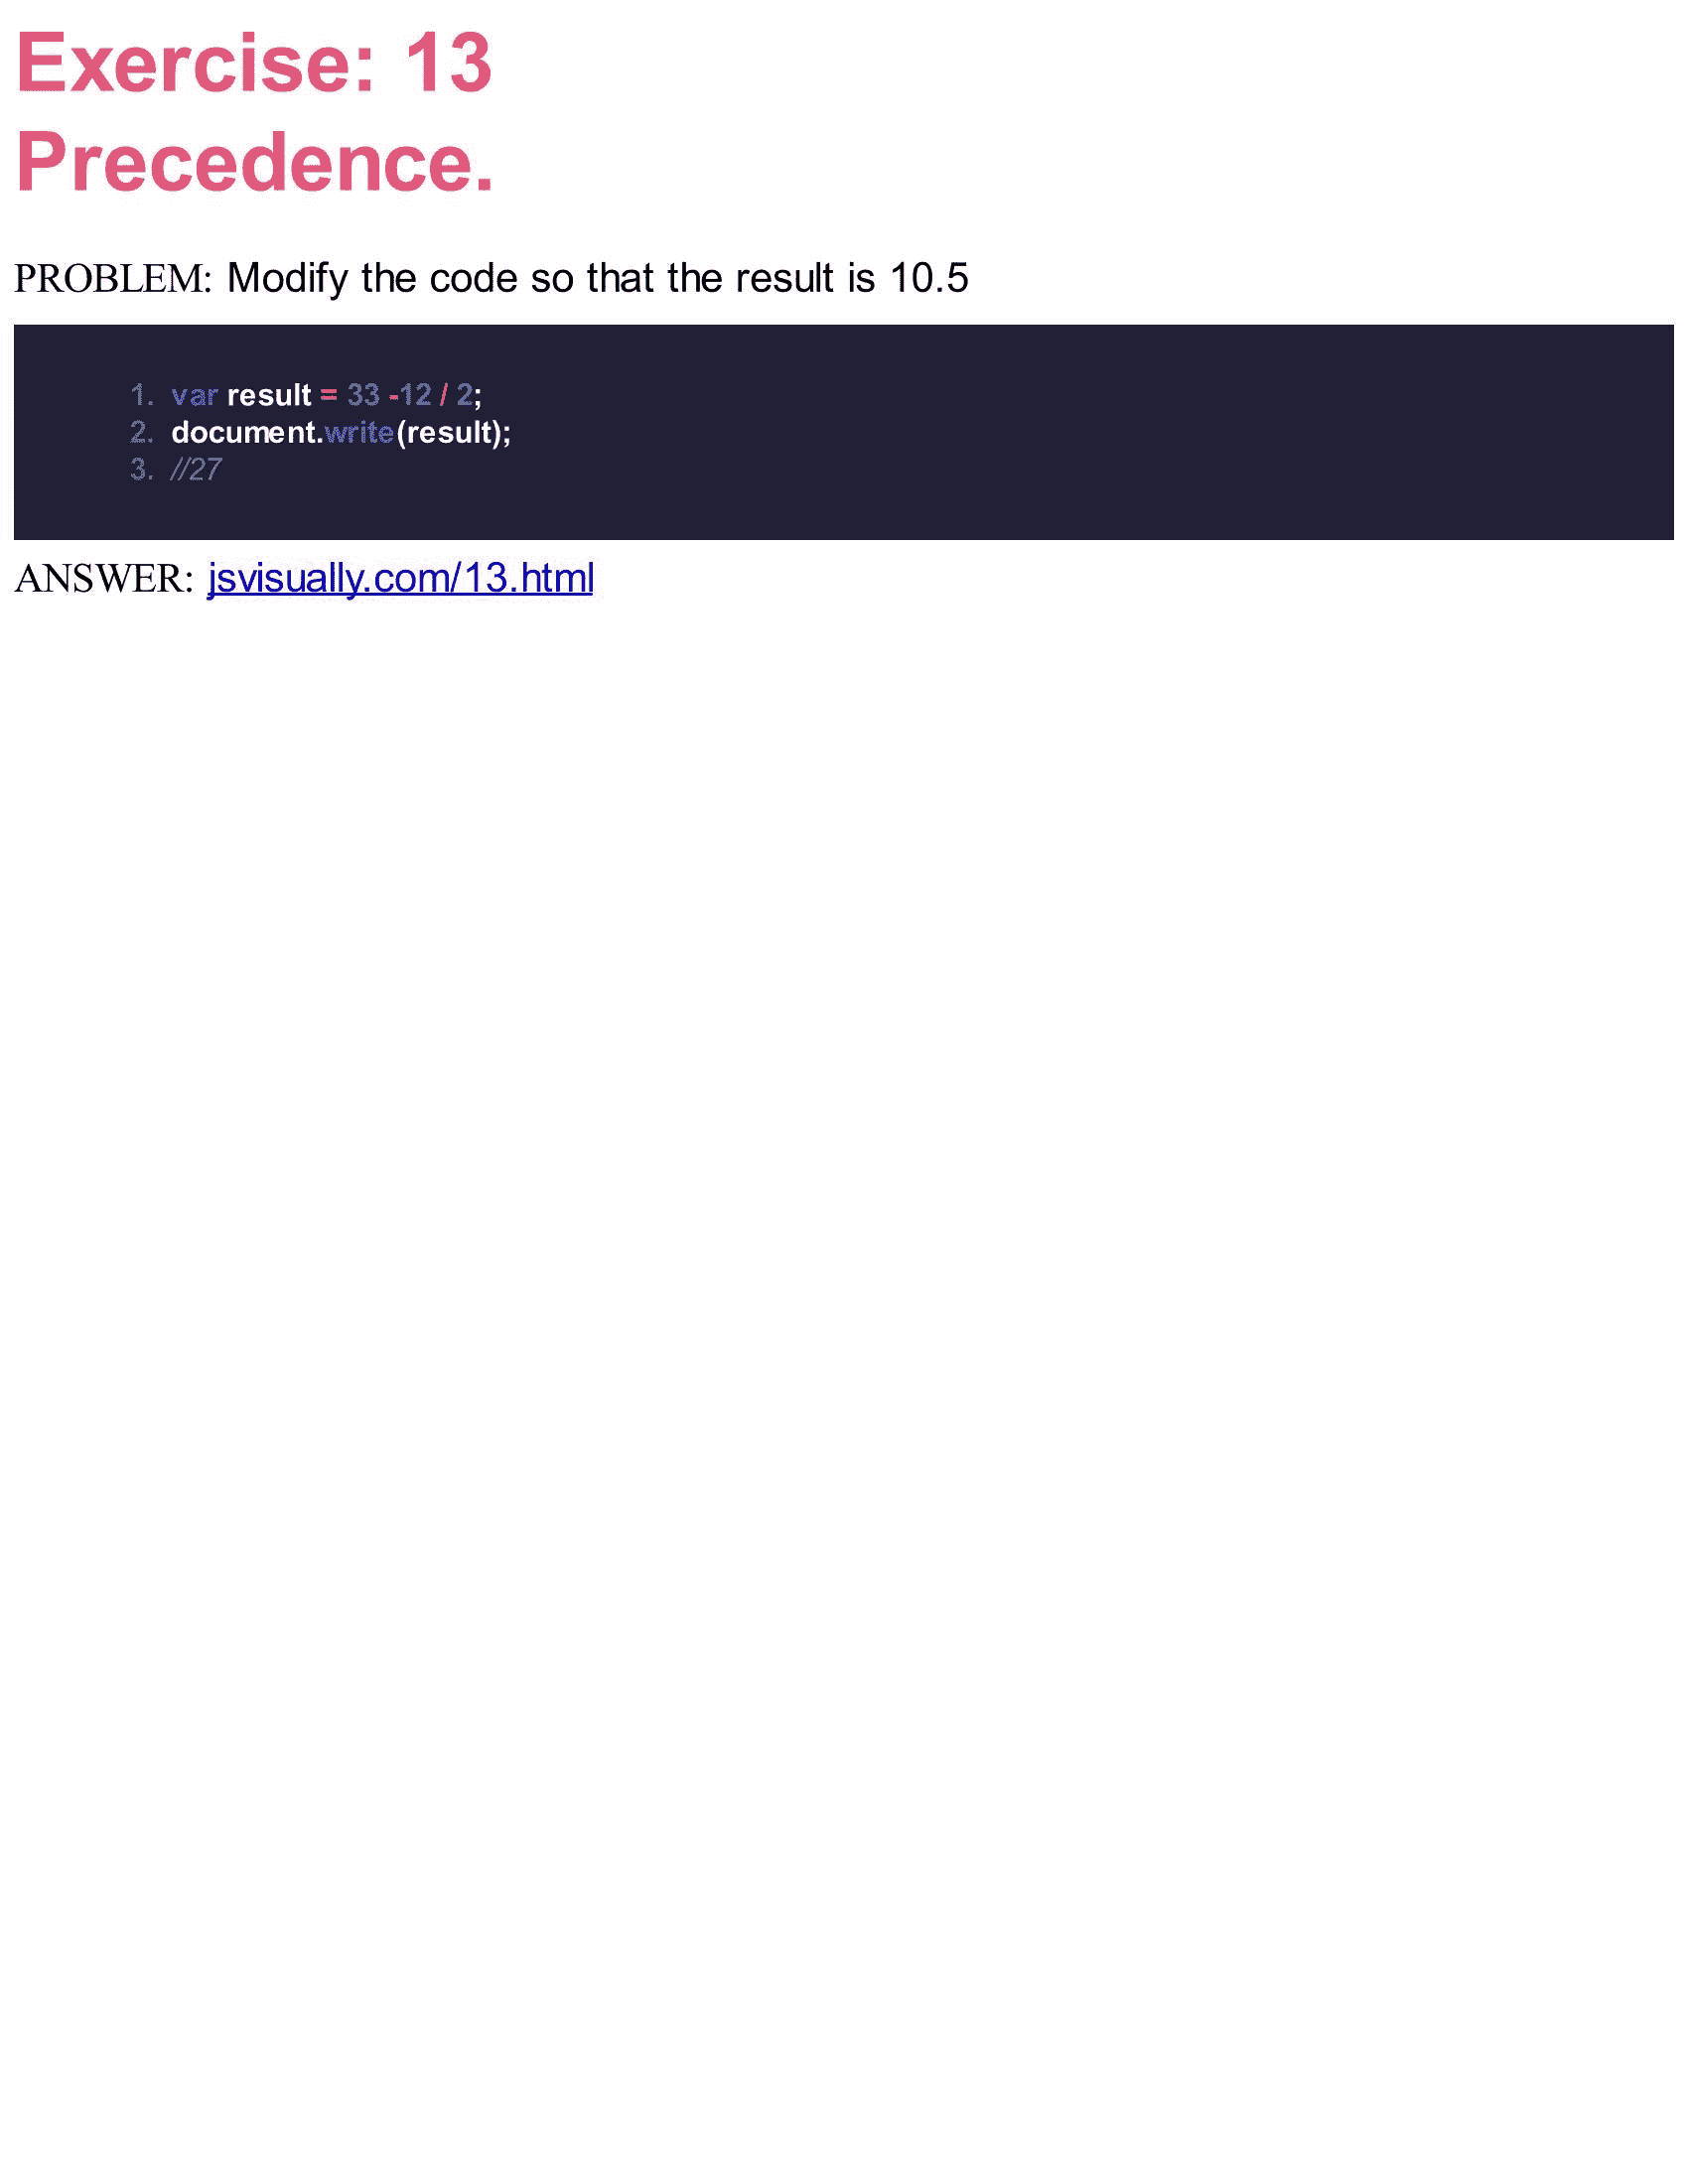 Exercise: 13
Precedence.
PROBLEM: Modify the code so that the result is 10.5
1. var result = 33 -12 / 2;
2. document.write(result);
3. //27
ANSWER: jsvisually.com/13.html